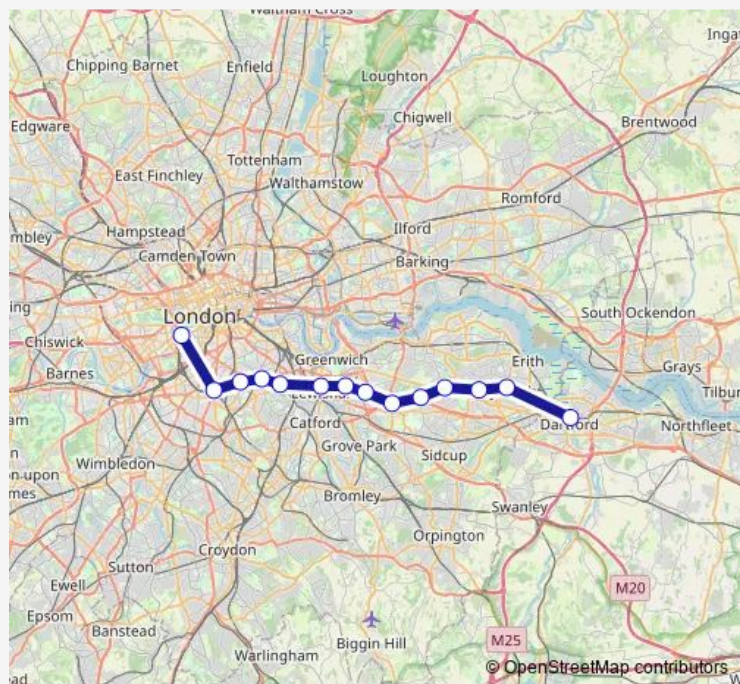 Waltham Cross
Chipping Barnet
Enfield
Loughton
Ingat
Edgware
Chigwell
Brentwood
Tottenham
East Finchley
Walthamstow
Romford
Hampstead
Ilford
mbley
Camden Town
Barking
ing
London
South Ockendon
Chiswick
Greenwich
Erith
Grays
Barnes
Lewisham
Tilbur
am
Catford
Dartford
Northfleet
Grove Park
Wimbledon
Sidcup
on upon
mes
Bromley
Swanley
Croydon
Orpington
Sutton
Ewell
M20
Epsom
Banstead
Biggin Hill
M25
Warlingham
© OpenStreetMap contributors